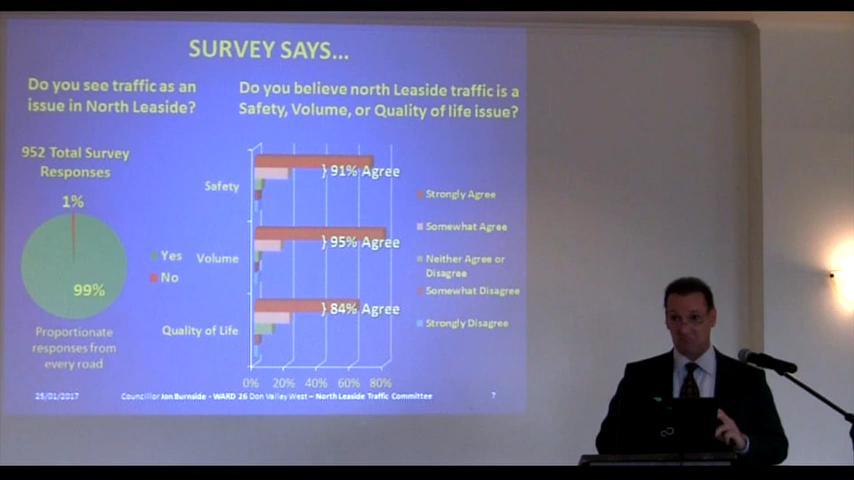 SURVEY SAYS...
Do you see traffic as an
issue in North Leaside?
Do you believe north Leaside traffic is a
Safety, Volume, or Quality of life issue?
952 Total Survey
Responses
1%
99%
Yes
No
Proportionate
responses from
every road
Safety
} 91% Agree
Volume
} 95% Agree
Quality of Life
} 84% Agree
0% 20% 40% 60% 80%
Strongly Agree
Somewhat Agree
Neither Agree or
Disagree
Somewhat Disagree
Strongly Disagree
25/01/2017
Councillor Jon Burnside - WARD 26 Don Valley West – North Leaside Traffic Committee
7